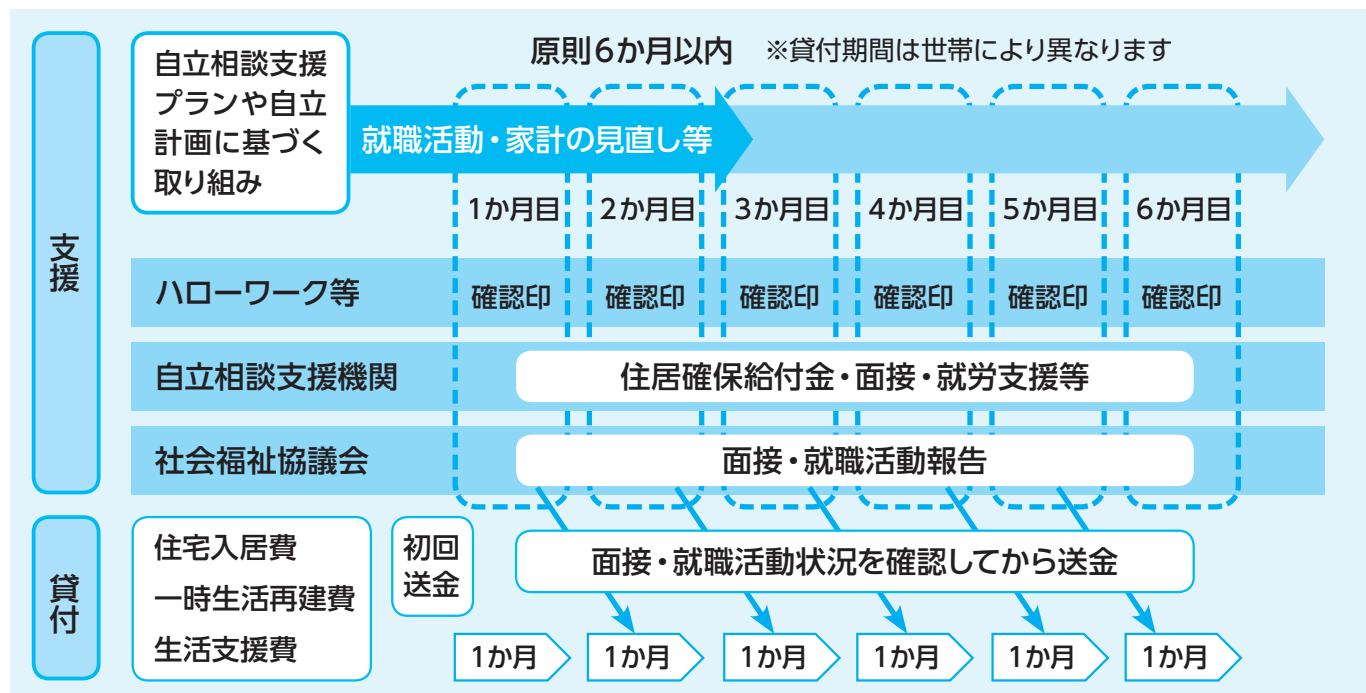 支援
自立相談支援
プランや自立
計画に基づく
取り組み
原則6か月以内 ※貸付期間は世帯により異なります
就職活動・家計の見直し等
1か月目 2か月目 3か月目 4か月目 5か月目 6か月目
ハローワーク等 確認印 確認印 確認印 確認印 確認印 確認印
自立相談支援機関 住居確保給付金・面接・就労支援等
社会福祉協議会 面接・就職活動報告
貸付
住宅入居費
一時生活再建費
生活支援費
初回
送金
面接・就職活動状況を確認してから送金
1か月 1か月 1か月 1か月 1か月 1か月